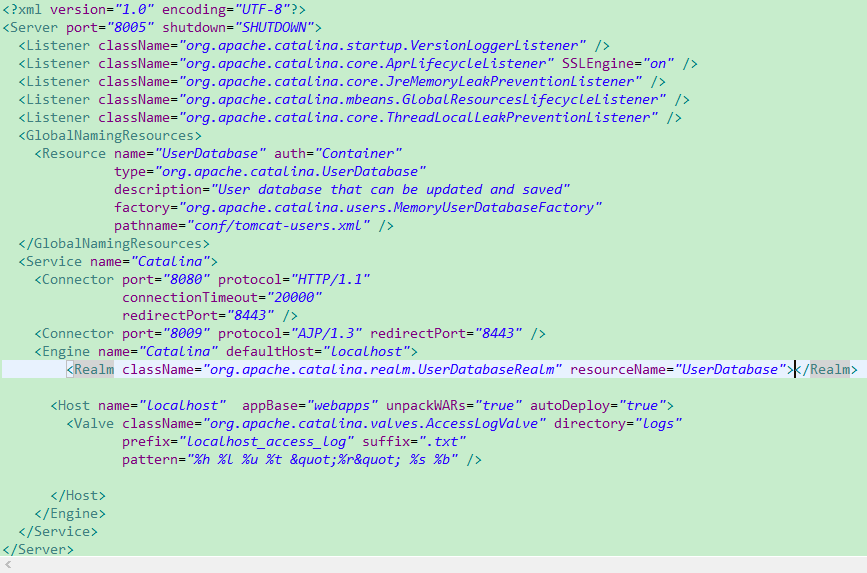 <?xml version="1.0" encoding="UTF-8"?>
<Server port="8005" shutdown="SHUTDOWN">
  <Listener className="org.apache.catalina.startup.VersionLoggerListener" />
  <Listener className="org.apache.catalina.core.AprLifecycleListener" SSLEngine="on" />
  <Listener className="org.apache.catalina.core.JreMemoryLeakPreventionListener" />
  <Listener className="org.apache.catalina.mbeans.GlobalResourcesLifecycleListener" />
  <Listener className="org.apache.catalina.core.ThreadLocalLeakPreventionListener" />
  <GlobalNamingResources>
    <Resource name="UserDatabase" auth="Container"
              type="org.apache.catalina.UserDatabase"
              description="User database that can be updated and saved"
              factory="org.apache.catalina.users.MemoryUserDatabaseFactory"
              pathname="conf/tomcat-users.xml" />
  </GlobalNamingResources>
  <Service name="Catalina">
    <Connector port="8080" protocol="HTTP/1.1"
               connectionTimeout="20000"
               redirectPort="8443" />
    <Connector port="8009" protocol="AJP/1.3" redirectPort="8443" />
    <Engine name="Catalina" defaultHost="localhost">
        <Realm className="org.apache.catalina.realm.UserDatabaseRealm" resourceName="UserDatabase"></Realm>
      <Host name="localhost"  appBase="webapps" unpackWARs="true" autoDeploy="true">
        <Valve className="org.apache.catalina.valves.AccessLogValve" directory="logs"
               prefix="localhost_access_log" suffix=".txt"
               pattern="%h %l %u %t &quot;%r&quot; %s %b" />
      </Host>
    </Engine>
  </Service>
</Server>